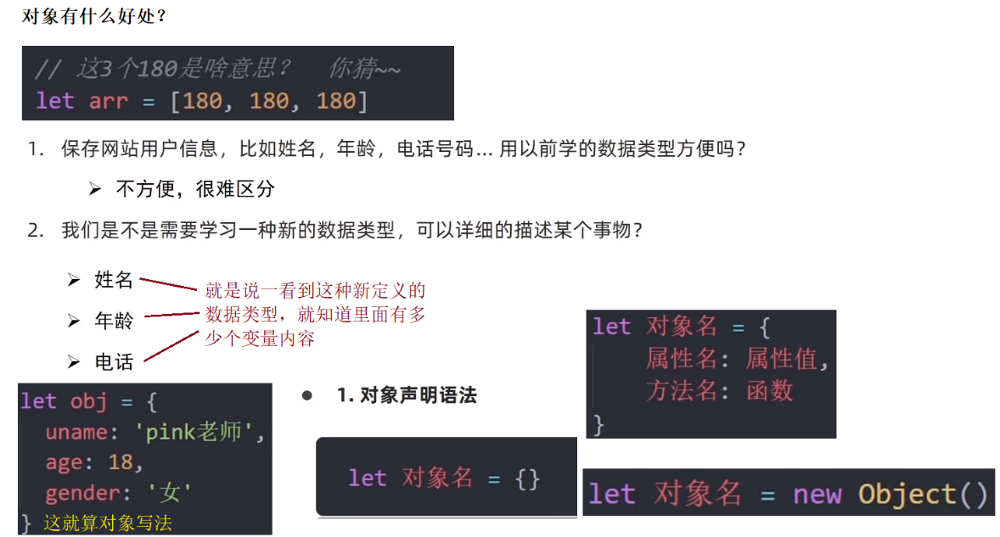 对象有什么好处？
// 这3个180是啥意思？ 你猜~~
let arr = [180, 180, 180]
1. 保存网站用户信息，比如姓名，年龄，电话号码... 用以前学的数据类型方便吗？
➢ 不方便，很难区分
2. 我们是不是需要学习一种新的数据类型，可以详细的描述某个事物？
➢ 姓名
➢ 年龄
➢ 电话
就是说一看到这种新定义的
数据类型，就知道里面有多
少个变量内容
let obj = {
uname: 'pink老师',
age: 18,
gender: '女'
} 这就算对象写法
● 1. 对象声明语法
let 对象名 = {}
let 对象名 = {
属性名: 属性值,
方法名: 函数
}
let 对象名 = new Object()